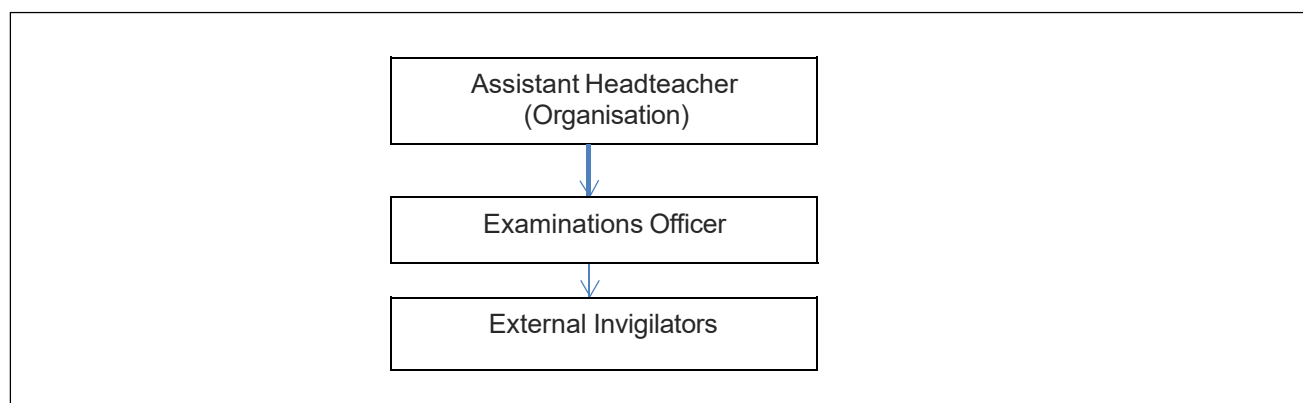 Assistant Headteacher
(Organisation)
Examinations Officer
External Invigilators